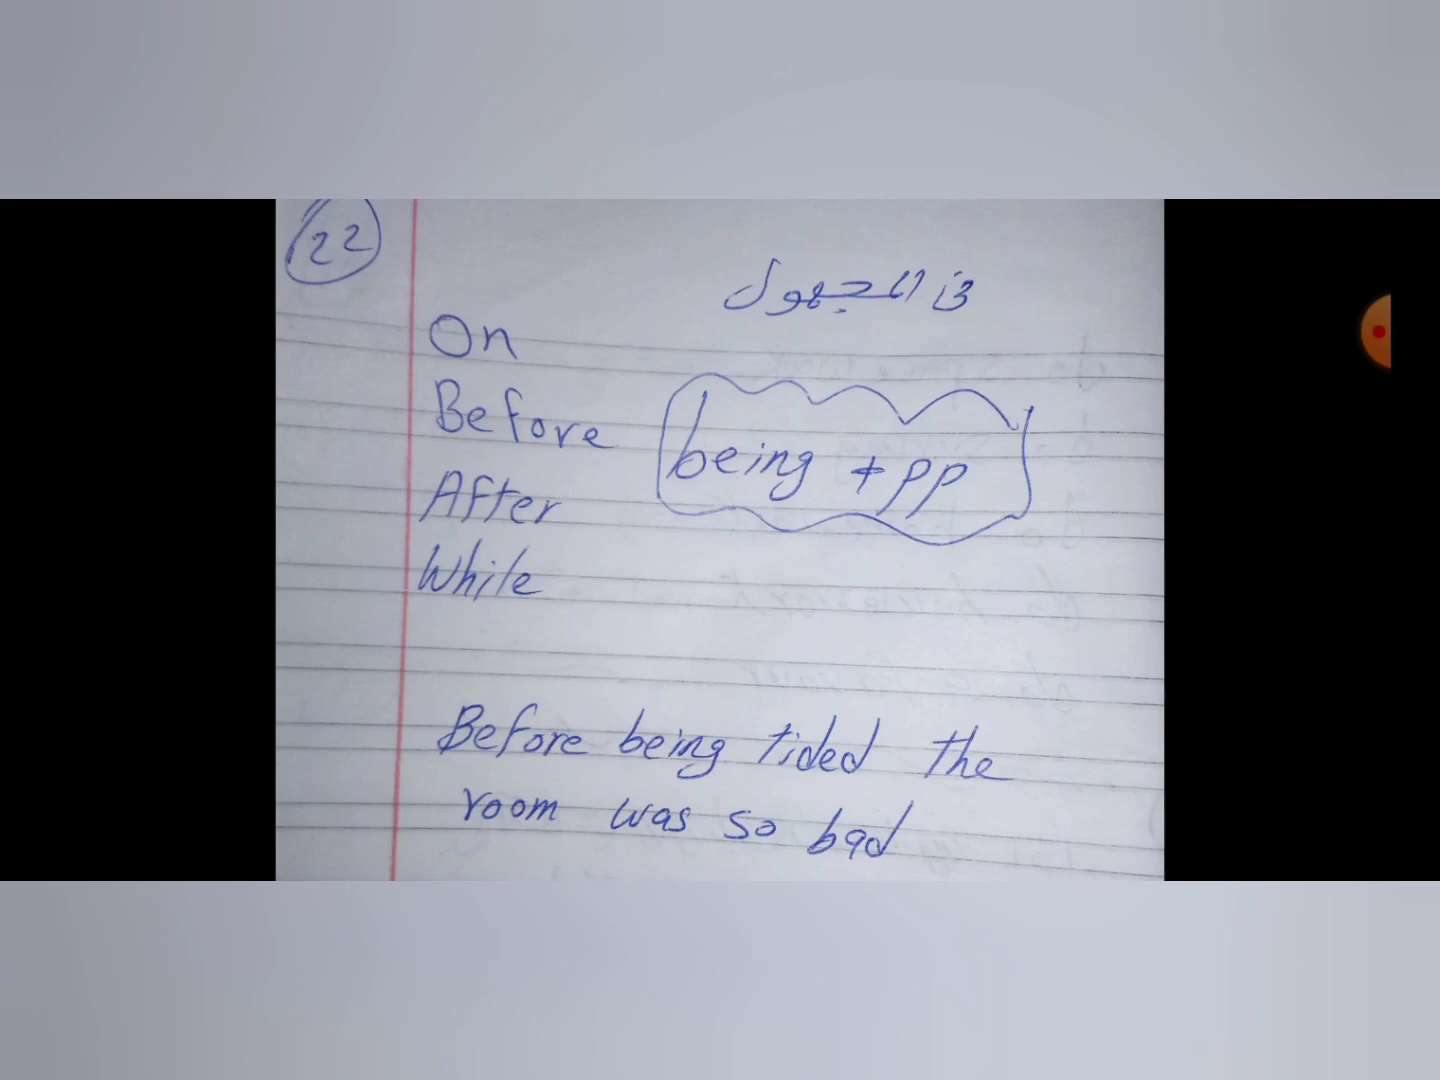 22
في المجهول
On
Before
being + pp
After
While
Before being tided the
room was so bad